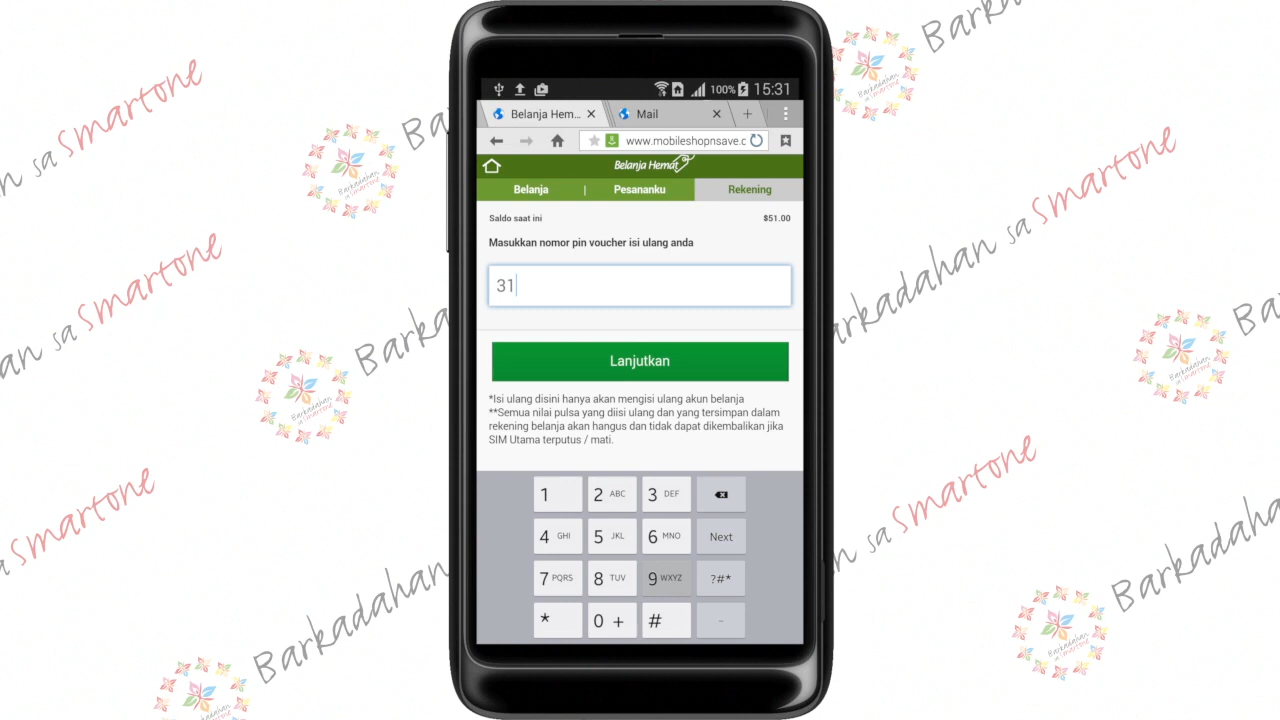 Barkadahan sa Smartone
100% 15:31
Belanja Hem... Mail
www.mobileshopnsave.c
Belanja Hemat
Belanja | Pesananku Rekening
Saldo saat ini $51.00
Masukkan nomor pin voucher isi ulang anda
31
Lanjutkan
*Isi ulang disini hanya akan mengisi ulang akun belanja
**Semua nilai pulsa yang diisi ulang dan yang tersimpan dalam
rekening belanja akan hangus dan tidak dapat dikembalikan jika
SIM Utama terputus / mati.
1 2 ABC 3 DEF
4 GHI 5 JKL 6 MNO Next
7 PQRS 8 TUV 9 WXYZ ?#*
* 0 + # -